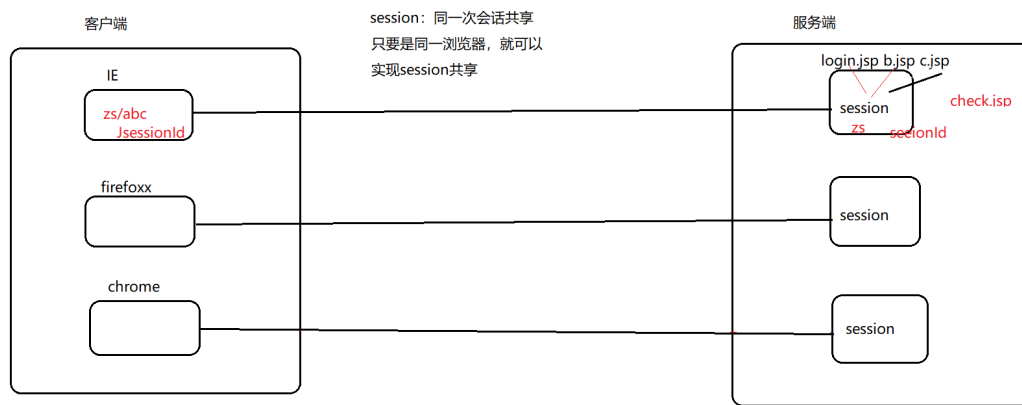 客户端
session：同一次会话共享
只要是同一浏览器，就可以
实现session共享
服务端
IE
zs/abc
JsessionId
login.jsp b.jsp c.jsp
session
zs
secionId
check.jsp
firefoxx
session
chrome
session